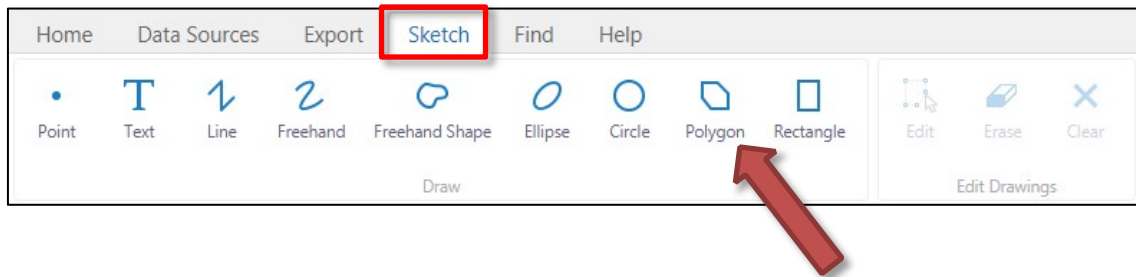 Home Data Sources Export Sketch Find Help
T
Point Text Line Freehand Freehand Shape Ellipse Circle Polygon Rectangle Edit Erase Clear
Draw Edit Drawings